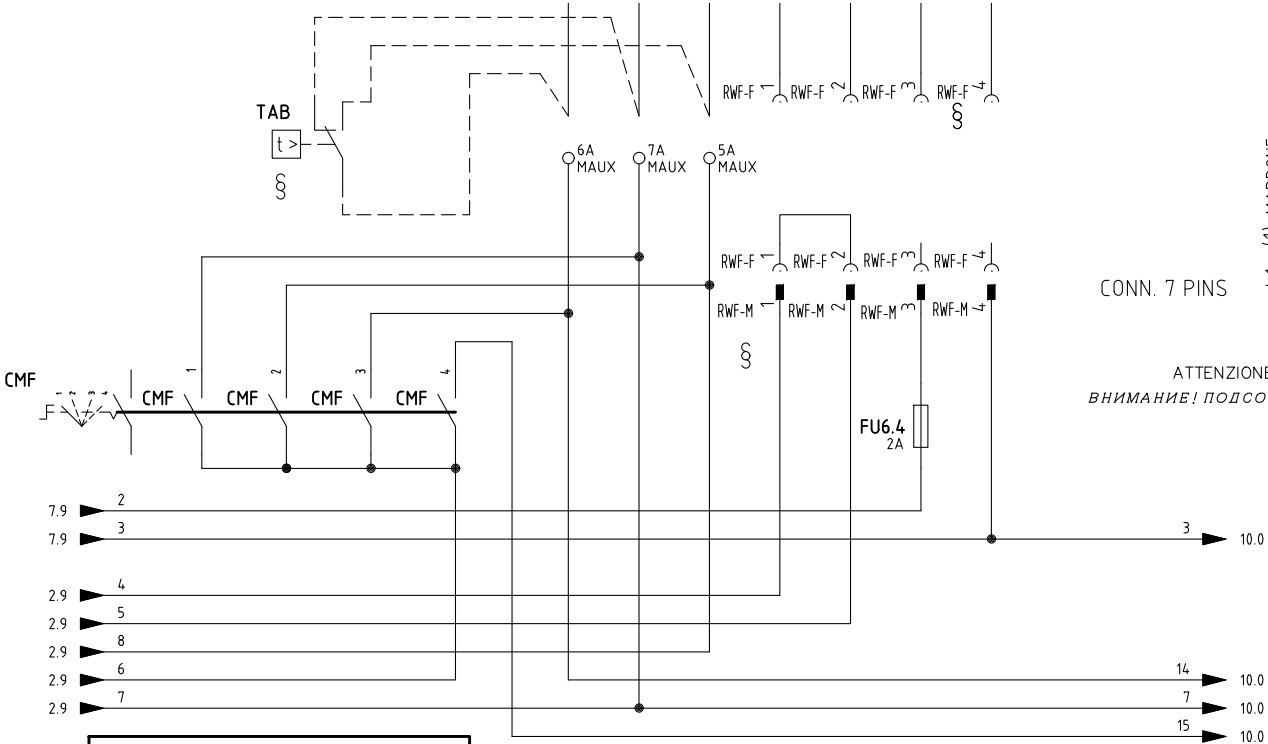 RWF-F 1 RWF-F 2 RWF-F 3 RWF-F 4
§
TAB
t >
§
6A 7A 5A
MAUX MAUX MAUX
RWF-F 1 RWF-F 2 RWF-F 3 RWF-F 4
CONN. 7 PINS
RWF-M 1 RWF-M 2 RWF-M 3 RWF-M 4
§
ATTENZIONE
ВНИМАНИЕ! ПОДСО
1 2 3 4
CMF
1 2 3 4
CMF CMF CMF CMF
FU6.4
2A
7.9 2
7.9 3 3 10.0
2.9 4
2.9 5
2.9 8
2.9 6 14 10.0
2.9 7 7 10.0
15 10.0